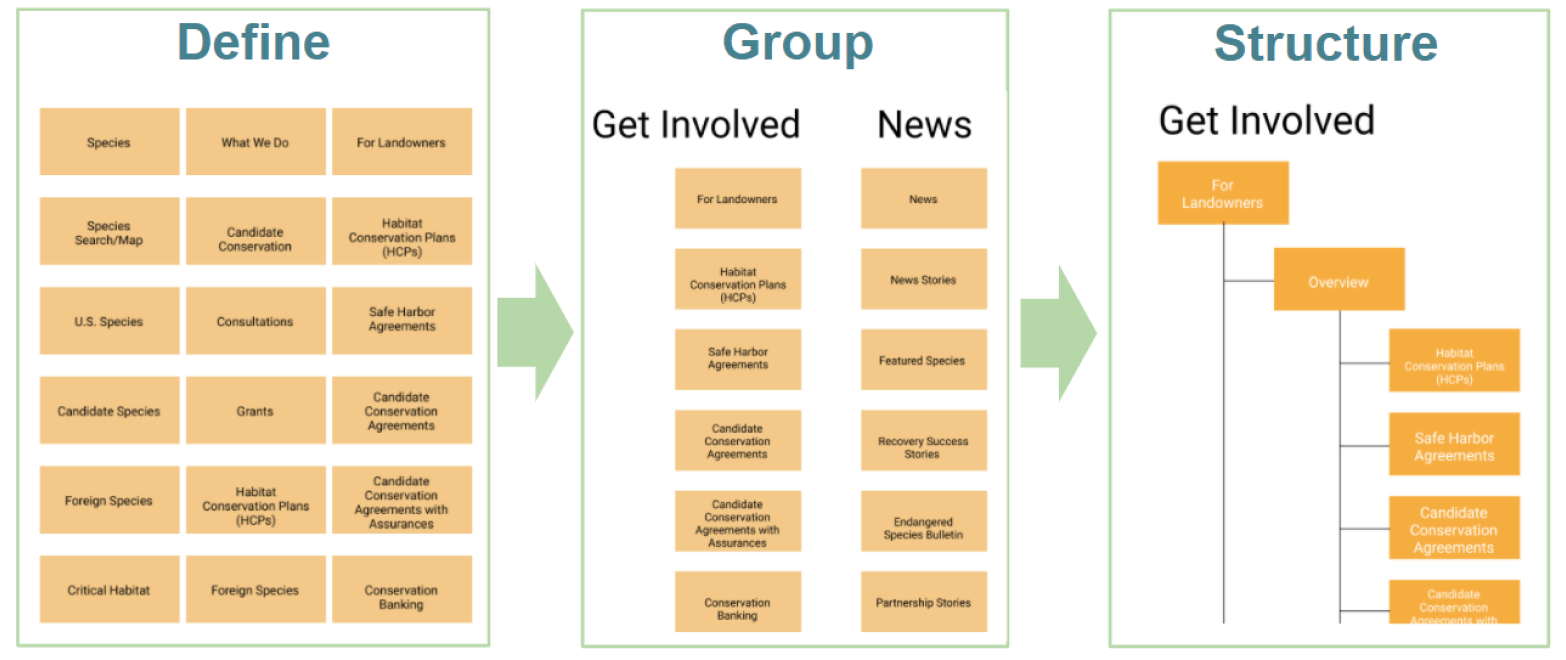 Define
Species
What We Do
For Landowners
Species
Search/Map
Candidate
Conservation
Habitat
Conservation Plans
(HCPs)
U.S. Species
Consultations
Safe Harbor
Agreements
Candidate Species
Grants
Candidate
Conservation
Agreements
Foreign Species
Habitat
Conservation Plans
(HCPs)
Candidate
Conservation
Agreements with
Assurances
Critical Habitat
Foreign Species
Conservation
Banking
Group
Get Involved
For Landowners
Habitat
Conservation Plans
(HCPs)
Safe Harbor
Agreements
Candidate
Conservation
Agreements
Candidate
Conservation
Agreements with
Assurances
Conservation
Banking
News
News
News Stories
Featured Species
Recovery Success
Stories
Endangered
Species Bulletin
Partnership Stories
Structure
Get Involved
For
Landowners
Overview
Habitat
Conservation Plans
(HCPs)
Safe Harbor
Agreements
Candidate
Conservation
Agreements
Candidate
Conservation
Agreements with